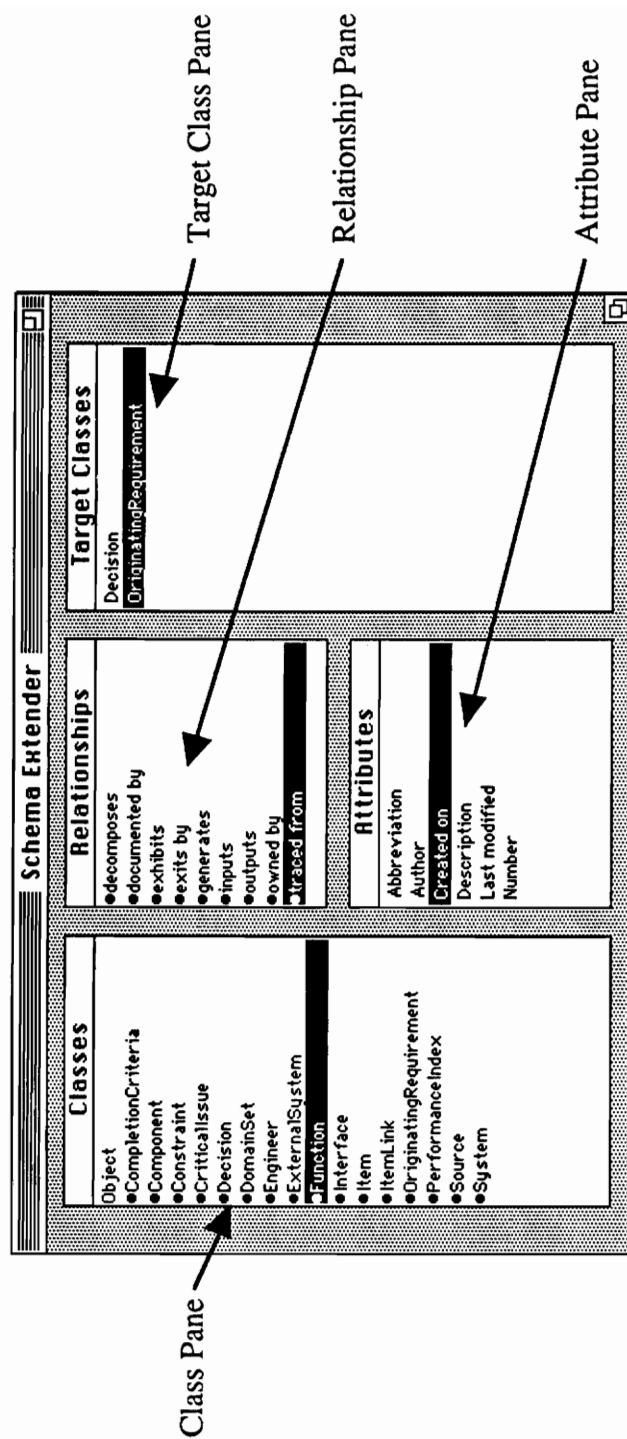 Schema Extender
Classes
Object
●CompletionCriteria
●Component
●Constraint
●CriticalIssue
●Decision
●DomainSet
●Engineer
●ExternalSystem
●Function
●Interface
●Item
●ItemLink
●OriginatingRequirement
●PerformanceIndex
●Source
●System
Relationships
●decomposes
●documented by
●exhibits
●exits by
●generates
●inputs
●outputs
●owned by
●traced from
Attributes
Abbreviation
Author
Created on
Description
Last modified
Number
Target Classes
Decision
OriginatingRequirement
Class Pane
Target Class Pane
Relationship Pane
Attribute Pane